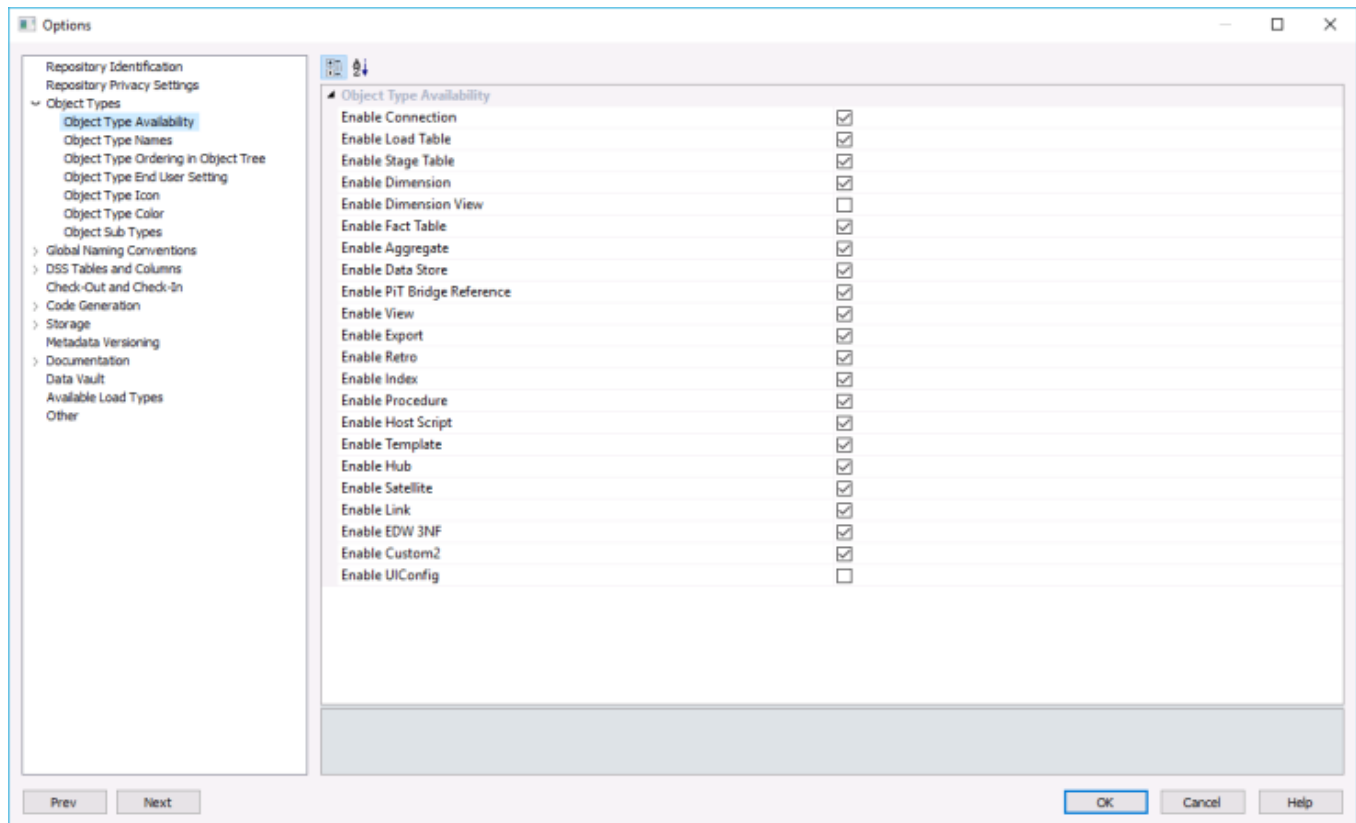 Options
Repository Identification
Repository Privacy Settings
Object Types
Object Type Availability
Object Type Names
Object Type Ordering in Object Tree
Object Type End User Setting
Object Type Icon
Object Type Color
Object Sub Types
Global Naming Conventions
DSS Tables and Columns
Check-Out and Check-In
Code Generation
Storage
Metadata Versioning
Documentation
Data Vault
Available Load Types
Other
Object Type Availability
Enable Connection
Enable Load Table
Enable Stage Table
Enable Dimension
Enable Dimension View
Enable Fact Table
Enable Aggregate
Enable Data Store
Enable PiT Bridge Reference
Enable View
Enable Export
Enable Retro
Enable Index
Enable Procedure
Enable Host Script
Enable Template
Enable Hub
Enable Satellite
Enable Link
Enable EDW 3NF
Enable Custom2
Enable UIConfig
Prev Next OK Cancel Help